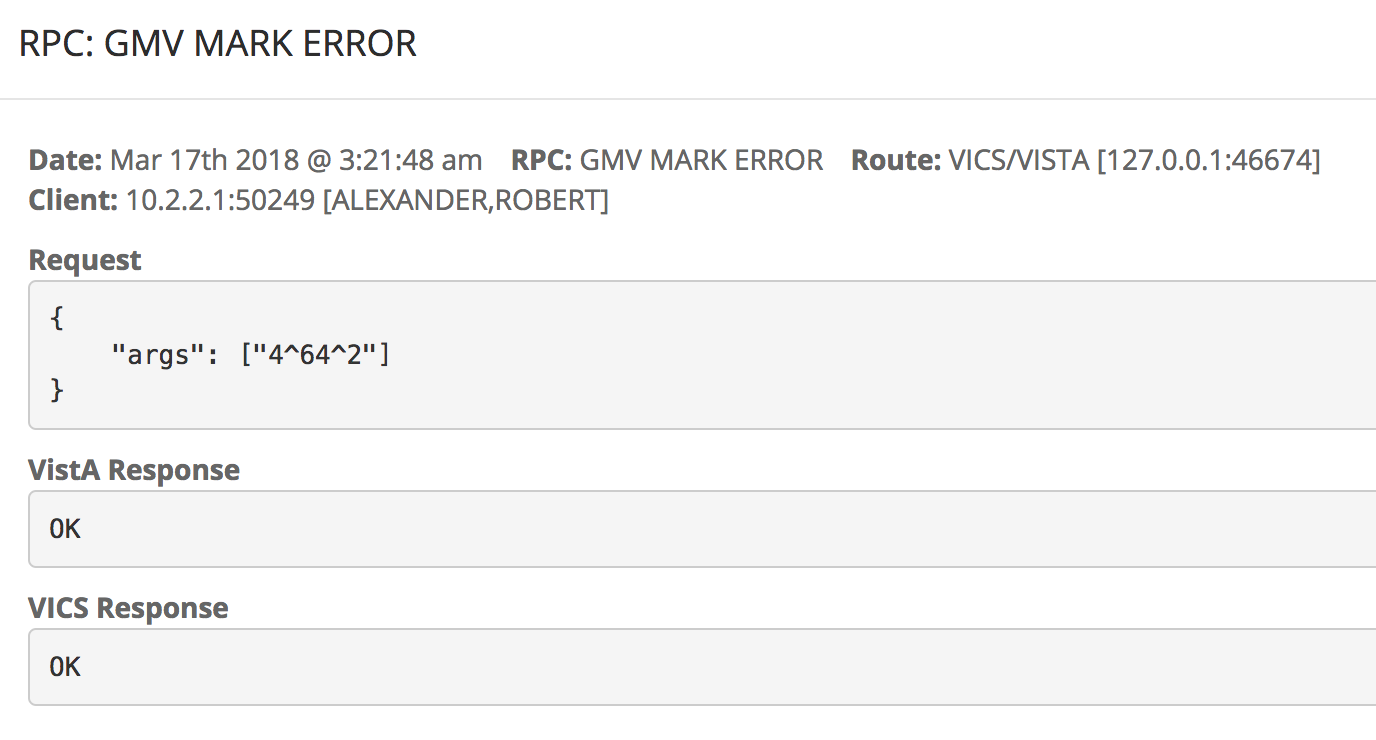 RPC: GMV MARK ERROR
Date: Mar 17th 2018 @ 3:21:48 am RPC: GMV MARK ERROR Route: VICS/VISTA [127.0.0.1:46674]
Client: 10.2.2.1:50249 [ALEXANDER,ROBERT]
Request
{
    "args": ["4^64^2"]
}
VistA Response
OK
VICS Response
OK